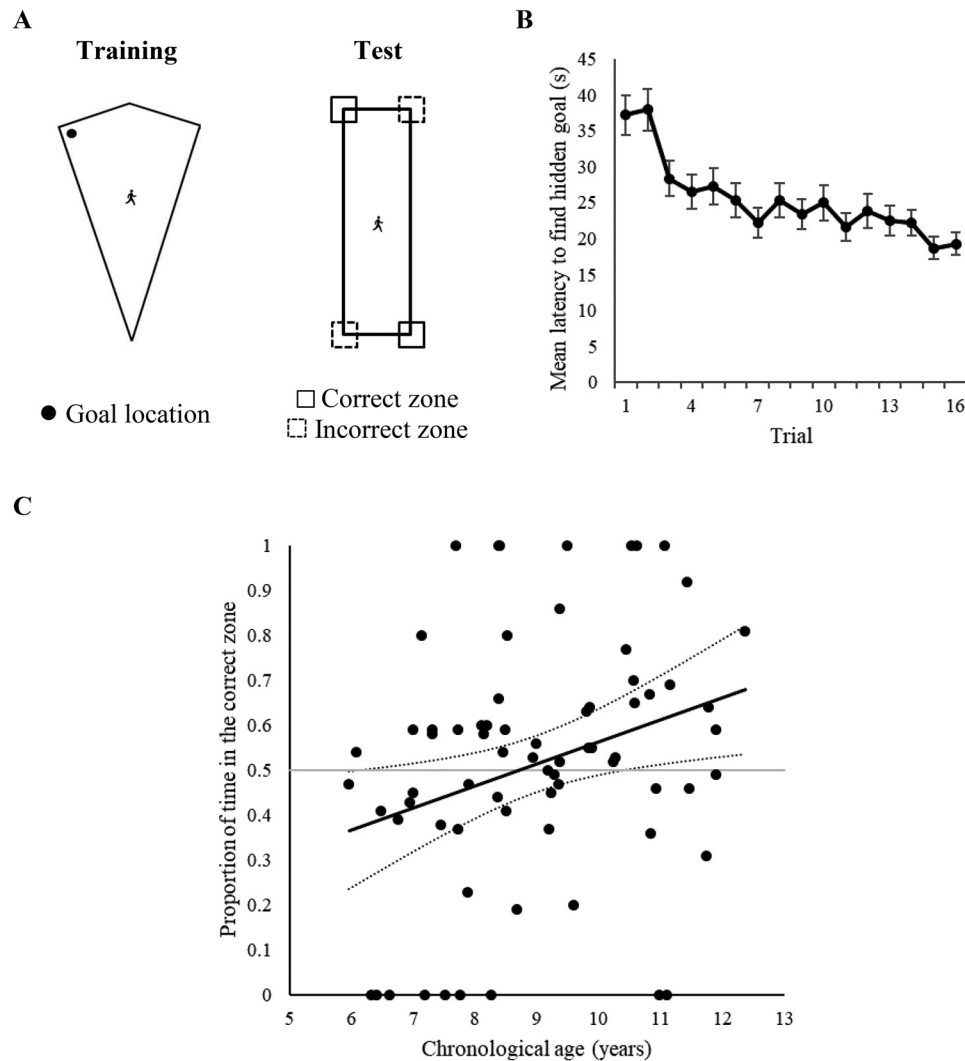 A
Training
Test
Goal location
Correct zone
Incorrect zone
B
Mean latency to find hidden goal (s)
45
40
35
30
25
20
15
10
5
0
1 4 7 10 13 16
Trial
C
Proportion of time in the correct zone
1
0.9
0.8
0.7
0.6
0.5
0.4
0.3
0.2
0.1
0
5 6 7 8 9 10 11 12 13
Chronological age (years)